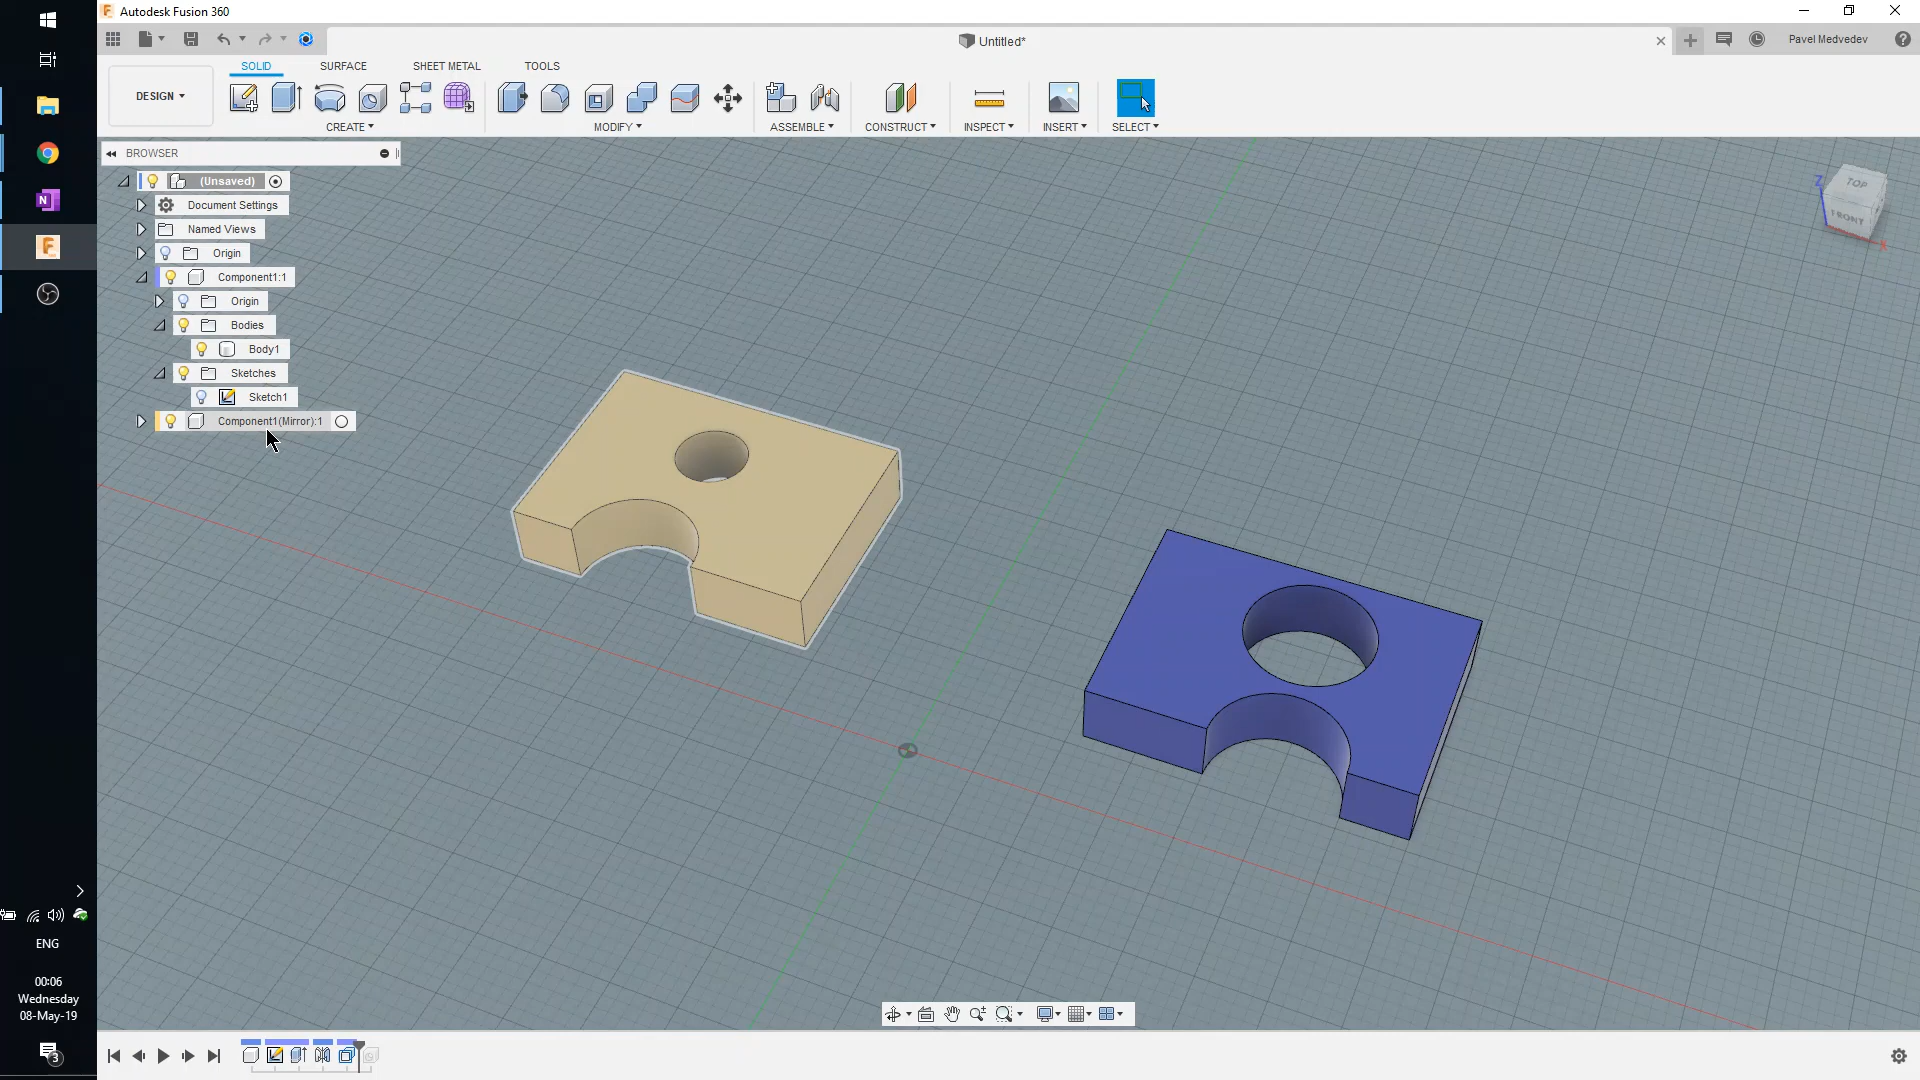 Autodesk Fusion 360
Untitled*
Pavel Medvedev
SOLID
SURFACE
SHEET METAL
TOOLS
DESIGN
CREATE
MODIFY
ASSEMBLE
CONSTRUCT
INSPECT
INSERT
SELECT
BROWSER
(Unsaved)
Document Settings
Named Views
Origin
Component1:1
Origin
Bodies
Body1
Sketches
Sketch1
Component1(Mirror):1
Z
TOP
FRONT
X
ENG
00:06
Wednesday
08-May-19
3